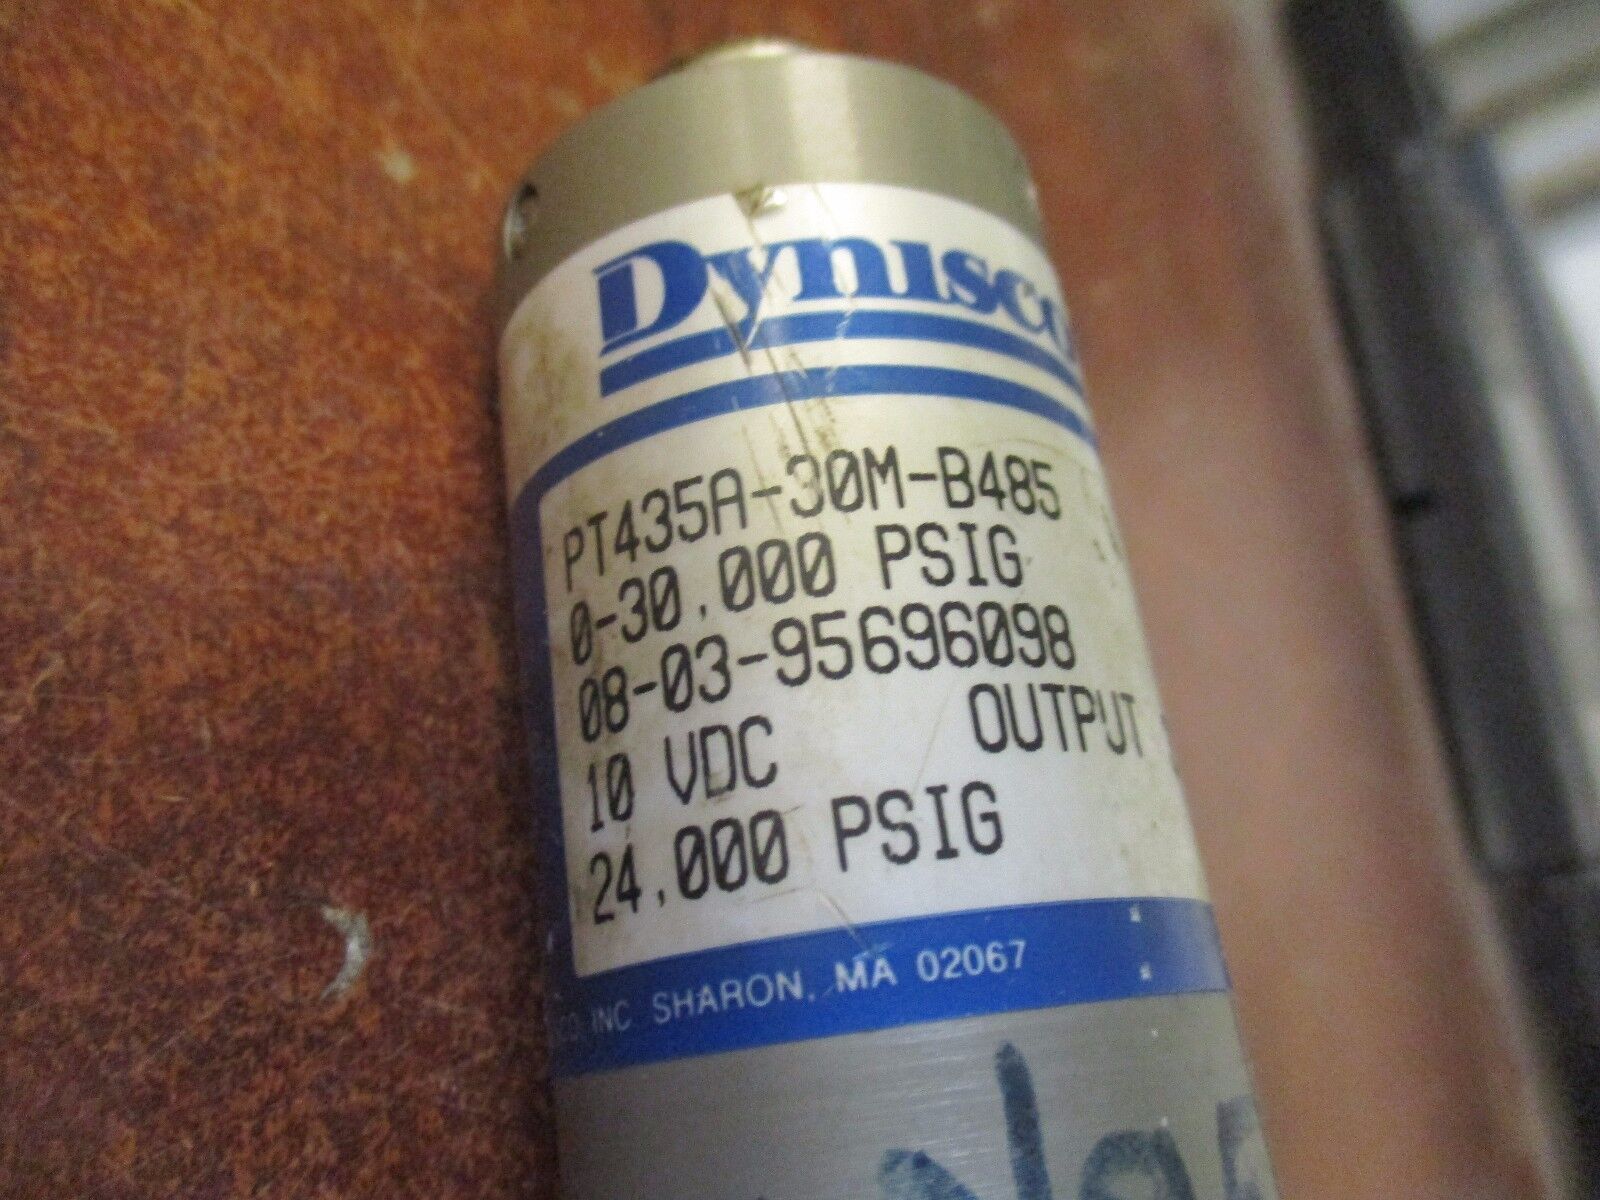 Dynisco
PT435A-30M-B485
0-30,000 PSIG
08-03-95696098
10 VDC OUTPUT
24,000 PSIG
INC SHARON, MA 02067